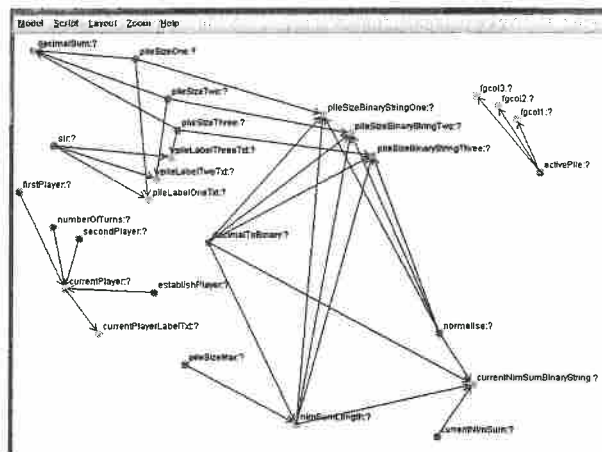 Model Script Layout Zoom Help
decimalSum:?
pileSizeOne:?
pileSizeTwo:?
pileSizeThree:?
pileSizeBinaryStringOne:?
pileSizeBinaryStringTwo:?
pileSizeBinaryStringThree:?
fgcol3:?
fgcol2:?
fgcol1:?
activePile:?
str:?
pileLabelThreeTxt:?
pileLabelTwoTxt:?
pileLabelOneTxt:?
firstPlayer:?
numberOfTurns:?
secondPlayer:?
decimalToBinary:?
currentPlayer:?
establishPlayer:?
currentPlayerLabelTxt:?
normalise:?
pileSizeMax:?
currentNimSumBinaryString:?
nimSumLength:?
currentNimSum:?